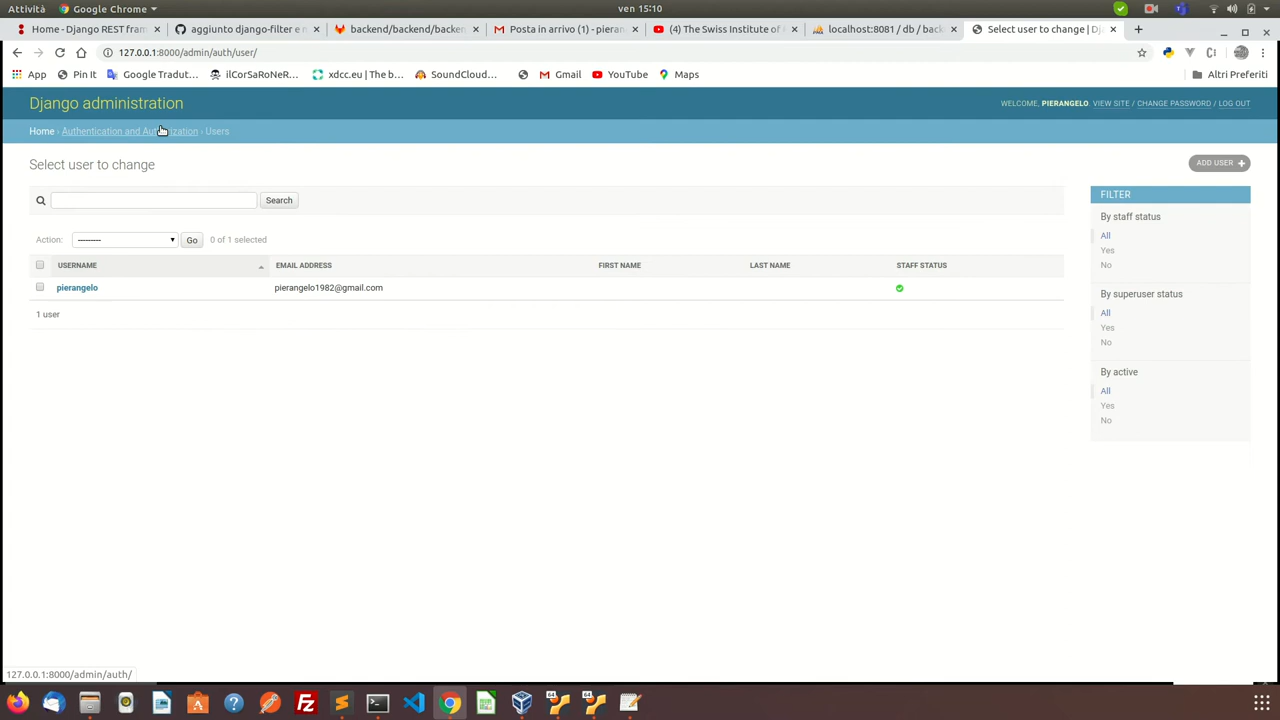 Attività
Google Chrome
ven 15:10
Home - Django REST fram
aggiunto django-filter e
backend/backend/backen
Posta in arrivo (1) - pieran
(4) The Swiss Institute of
localhost:8081 / db / back
Select user to change | Dj
127.0.0.1:8000/admin/auth/user/
App
Pin It
Google Tradut...
ilCorSaRoNeR...
xdcc.eu | The b...
SoundCloud...
Gmail
YouTube
Maps
Altri Preferiti
Django administration
WELCOME, PIERANGELO. VIEW SITE / CHANGE PASSWORD / LOG OUT
Home › Authentication and Authorization › Users
Select user to change
ADD USER +
Search
FILTER
By staff status
All
Yes
No
By superuser status
All
Yes
No
By active
All
Yes
No
Action:
---------
Go
0 of 1 selected
USERNAME
EMAIL ADDRESS
FIRST NAME
LAST NAME
STAFF STATUS
pierangelo
pierangelo1982@gmail.com
1 user
127.0.0.1:8000/admin/auth/